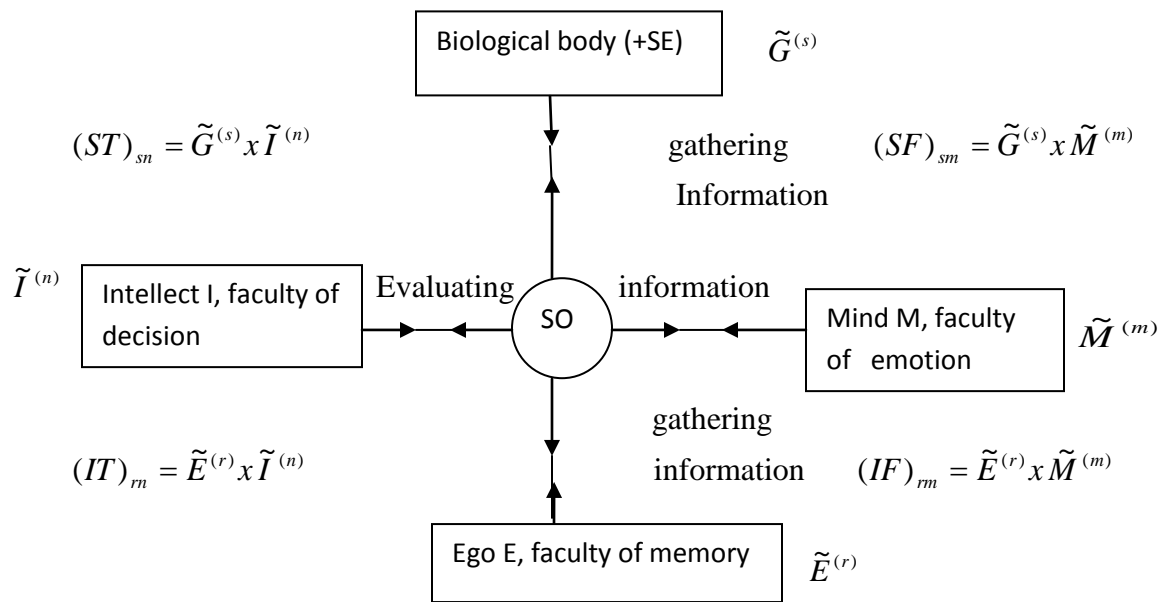 Biological body (+SE)
G̃^(s)
(ST)_sn = G̃^(s) x Ĩ^(n)
gathering
Information
(SF)_sm = G̃^(s) x M̃^(m)
Ĩ^(n)
Intellect I, faculty of
decision
Evaluating
SO
information
Mind M, faculty
of emotion
M̃^(m)
(IT)_rn = Ẽ^(r) x Ĩ^(n)
gathering
information
(IF)_rm = Ẽ^(r) x M̃^(m)
Ego E, faculty of memory
Ẽ^(r)